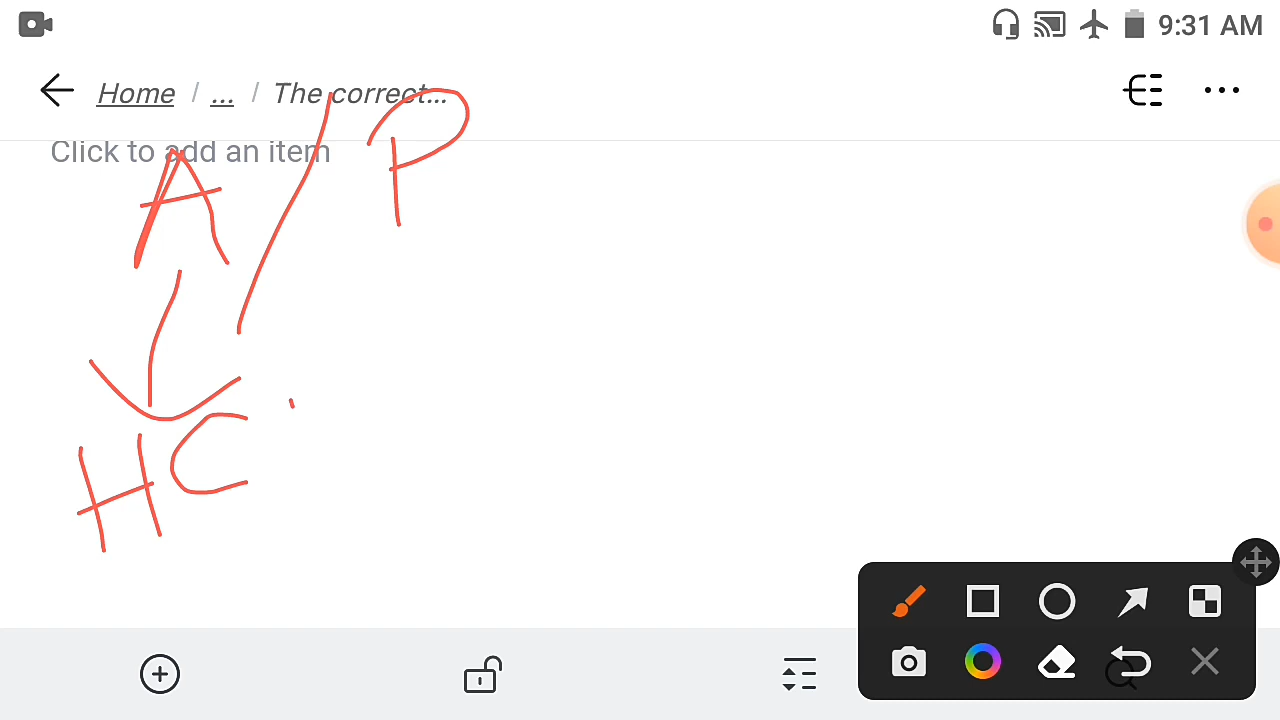 9:31 AM
Home / ... / The correct...
Click to add an item
A / P
HC